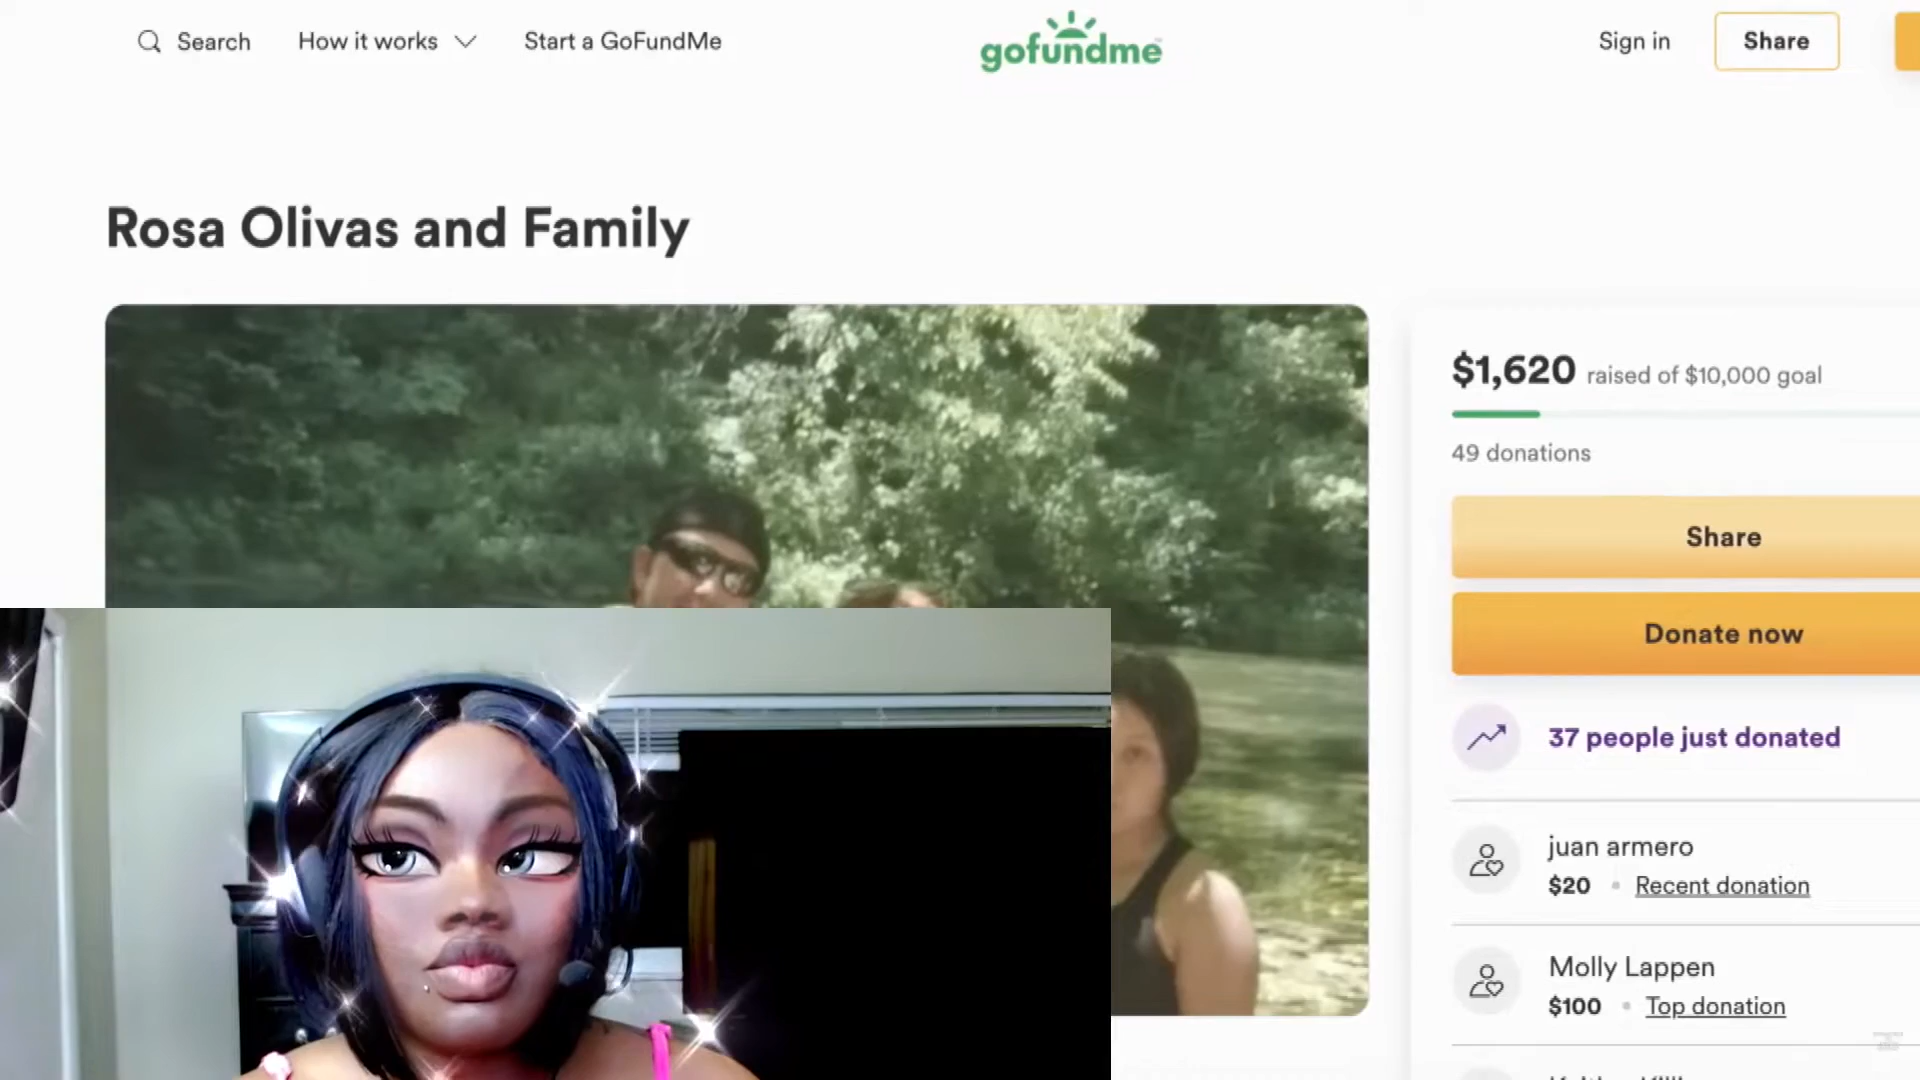 Search
How it works
Start a GoFundMe
gofundme
Sign in
Share
Rosa Olivas and Family
$1,620 raised of $10,000 goal
49 donations
Share
Donate now
37 people just donated
juan armero
$20 • Recent donation
Molly Lappen
$100 • Top donation